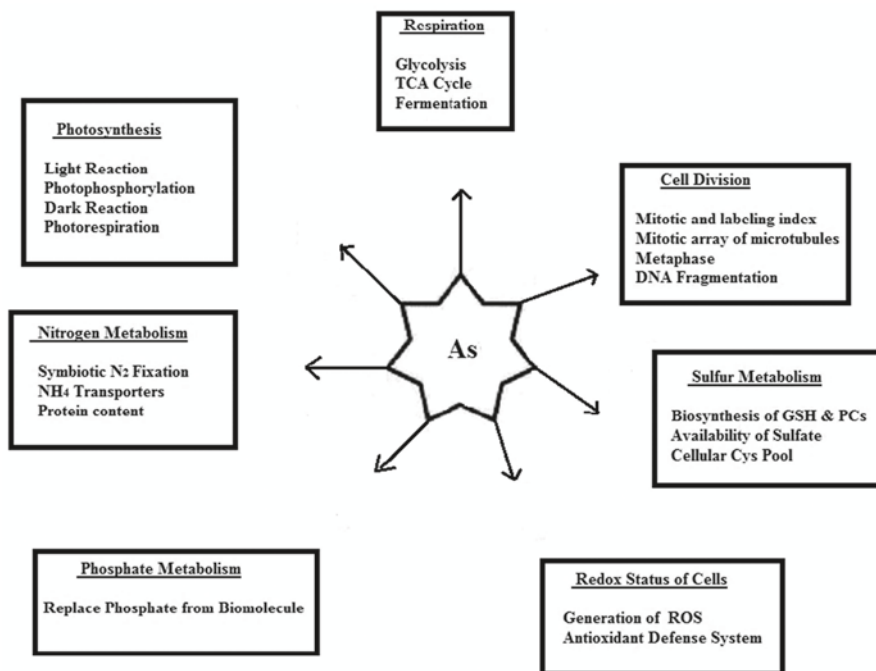 Respiration
Glycolysis
TCA Cycle
Fermentation
Photosynthesis
Light Reaction
Photophosphorylation
Dark Reaction
Photorespiration
Cell Division
Mitotic and labeling index
Mitotic array of microtubules
Metaphase
DNA Fragmentation
Nitrogen Metabolism
Symbiotic N2 Fixation
NH4 Transporters
Protein content
As
Sulfur Metabolism
Biosynthesis of GSH & PCs
Availability of Sulfate
Cellular Cys Pool
Phosphate Metabolism
Replace Phosphate from Biomolecule
Redox Status of Cells
Generation of ROS
Antioxidant Defense System